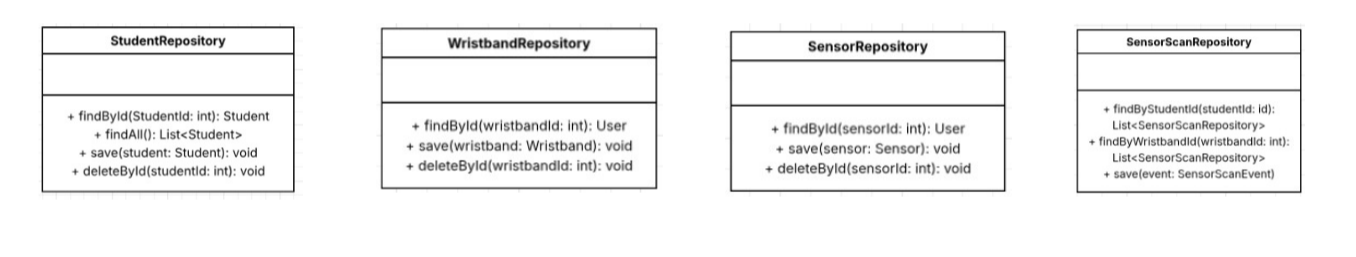 StudentRepository
+ findById(StudentId: int): Student
+ findAll(): List<Student>
+ save(student: Student): void
+ deleteById(studentId: int): void
WristbandRepository
+ findById(wristbandId: int): User
+ save(wristband: Wristband): void
+ deleteById(wristbandId: int): void
SensorRepository
+ findById(sensorId: int): User
+ save(sensor: Sensor): void
+ deleteById(sensorId: int): void
SensorScanRepository
+ findByStudentId(studentId: id):
List<SensorScanRepository>
+ findByWristbandId(wristbandId: int):
List<SensorScanRepository>
+ save(event: SensorScanEvent)